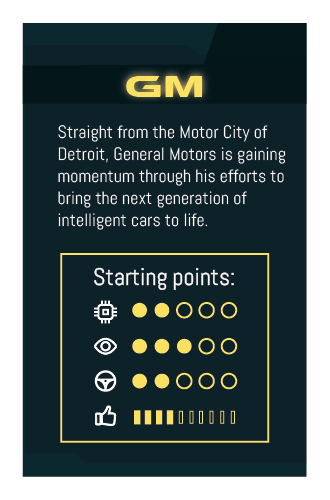 GM
Straight from the Motor City of
Detroit, General Motors is gaining
momentum through his efforts to
bring the next generation of
intelligent cars to life.
Starting points: